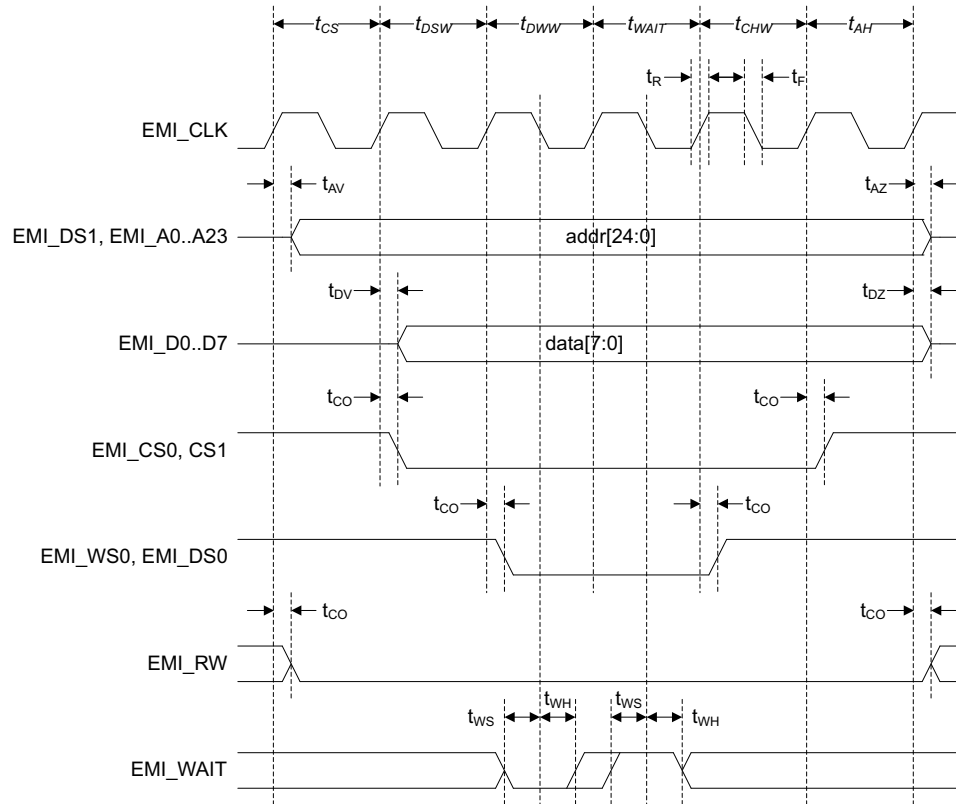 tCS tDSW tDWW tWAIT tCHW tAH
tR tF
EMI_CLK
tAV tAZ
EMI_DS1, EMI_A0..A23 addr[24:0]
tDV tDZ
EMI_D0..D7 data[7:0]
tCO tCO
EMI_CS0, CS1
tCO tCO
EMI_WS0, EMI_DS0
tCO tCO
EMI_RW
tWS tWH tWS tWH
EMI_WAIT